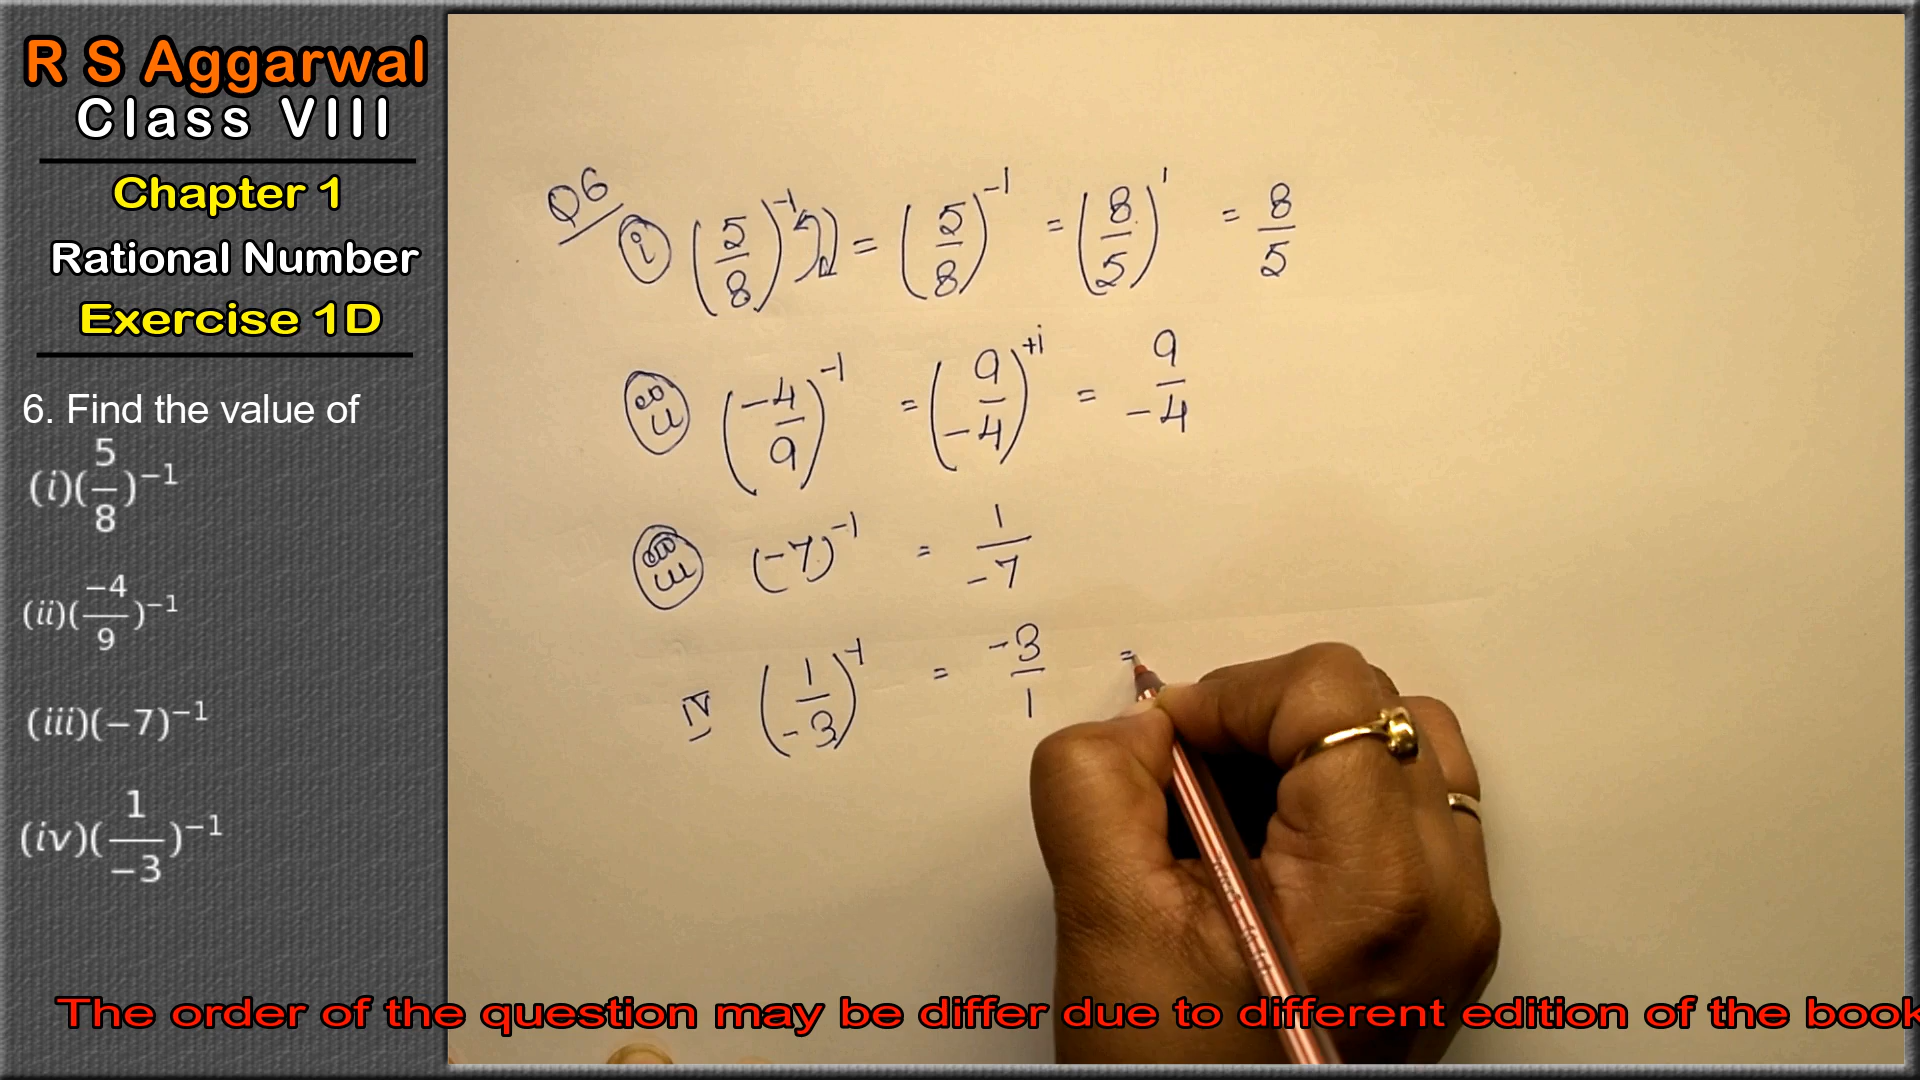 R S Aggarwal
Class VIII
Chapter 1
Rational Number
Exercise 1D
6. Find the value of
(i)(5/8)^-1
(ii)(-4/9)^-1
(iii)(-7)^-1
(iv)(1/-3)^-1
Q6
i (5/8)^-1 = (5/8)^-1 = (8/5)^1 = 8/5
ii (-4/9)^-1 = (9/-4)^+1 = 9/-4
iii (-7)^-1 = 1/-7
iv (1/-3)^-1 = -3/1 =
The order of the question may be differ due to different edition of the book